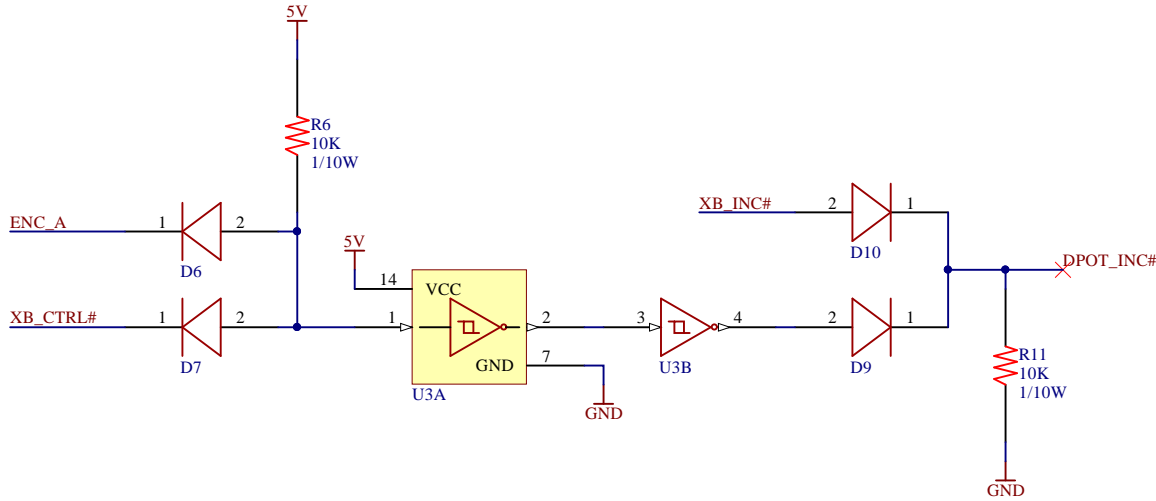 5V
R6
10K
1/10W
ENC_A
1
2
D6
XB_CTRL#
1
2
D7
5V
14
VCC
1
2
7
GND
U3A
GND
3
4
U3B
XB_INC#
2
1
D10
2
1
D9
DPOT_INC#
R11
10K
1/10W
GND